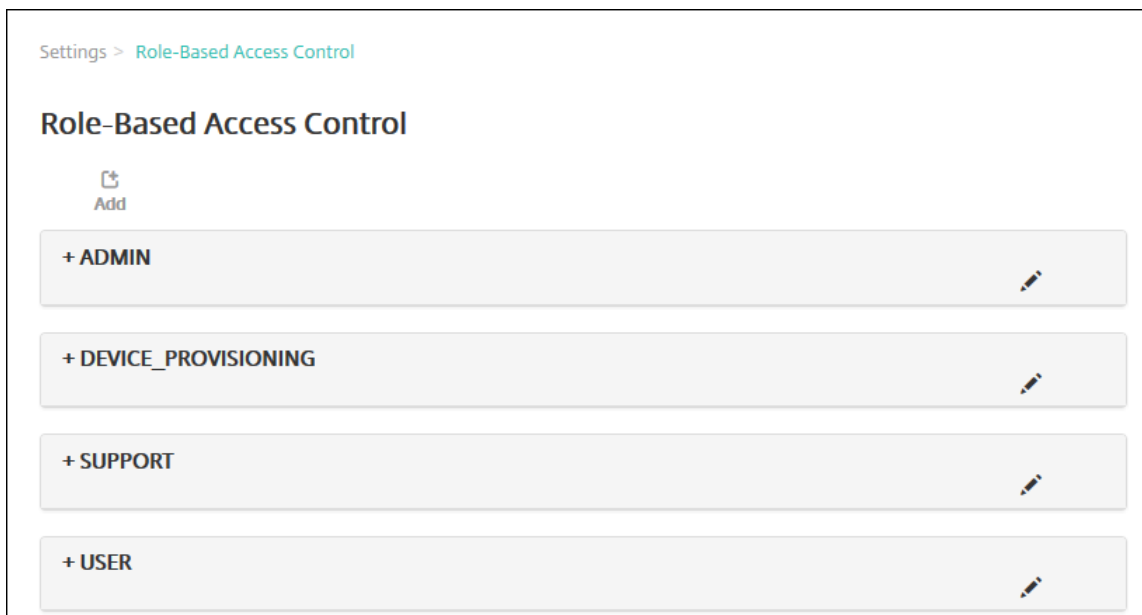 Settings > Role-Based Access Control
Role-Based Access Control
Add
+ ADMIN
+ DEVICE_PROVISIONING
+ SUPPORT
+ USER